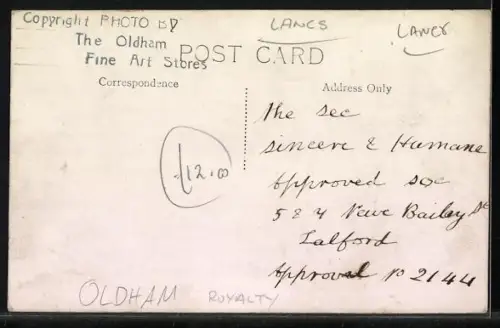 Copyright PHOTO BY
The Oldham
Fine Art Stores
LANCS
LANCS
POST CARD
Correspondence
Address Only
The sec
sincere & Humane
Approved soc
5 & 4 New Bailey St
Salford
Approval no 2144
£12.00
OLDHAM
ROYALTY